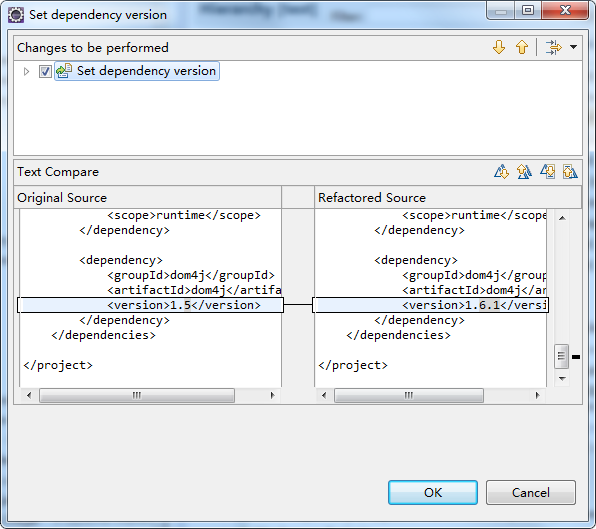 Set dependency version
Changes to be performed
Set dependency version
Text Compare
Original Source
Refactored Source
<scope>runtime</scope>
</dependency>
<dependency>
<groupId>dom4j</groupId>
<artifactId>dom4j</artifa
<version>1.5</version>
</dependency>
</dependencies>
</project>
<scope>runtime</scope
</dependency>
<dependency>
<groupId>dom4j</group
<artifactId>dom4j</ar
<version>1.6.1</versi
</dependency>
</dependencies>
</project>
OK
Cancel